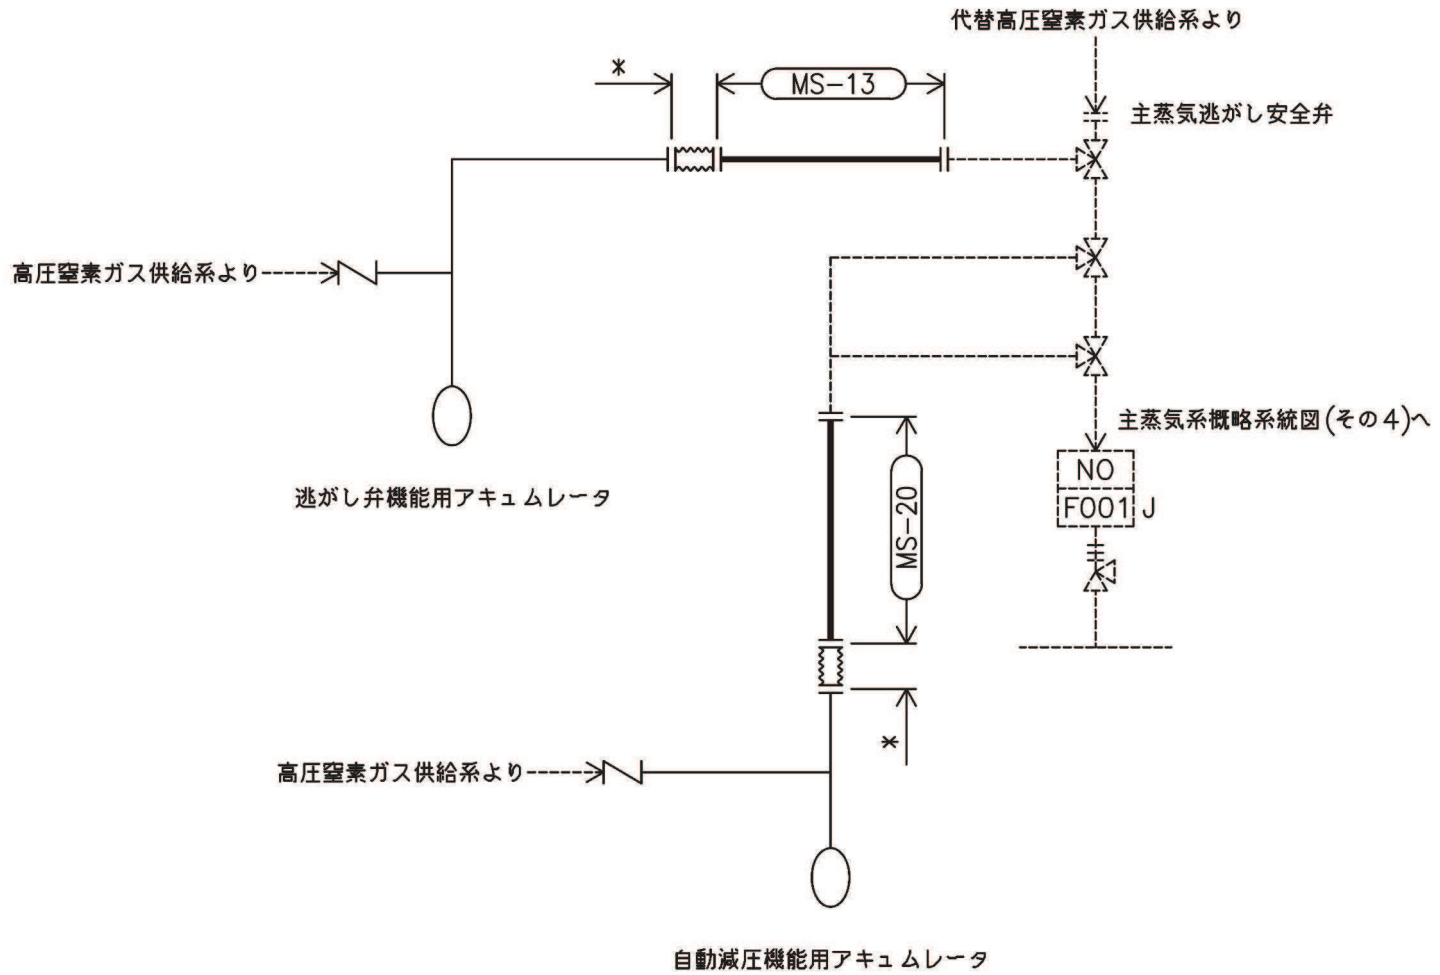 代替高圧窒素ガス供給系より
*
MS-13
主蒸気逃がし安全弁
高圧窒素ガス供給系より
主蒸気系概略系統図(その4)へ
NO
F001 J
逃がし弁機能用アキュムレータ
MS-20
*
高圧窒素ガス供給系より
自動減圧機能用アキュムレータ